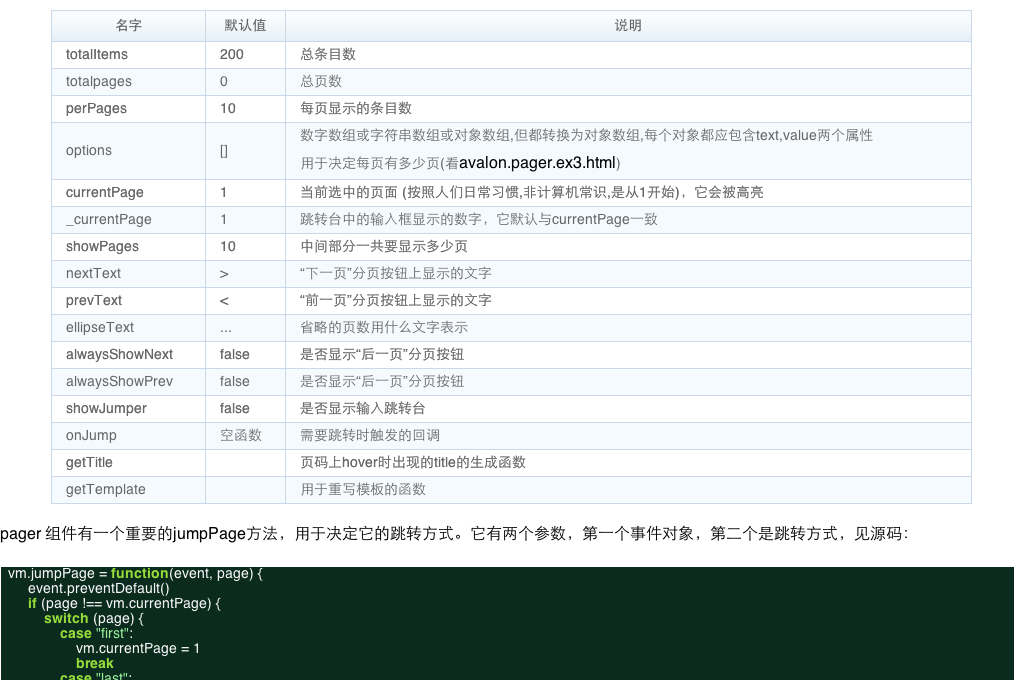 名字 默认值 说明
totalItems 200 总条目数
totalpages 0 总页数
perPages 10 每页显示的条目数
options [] 数字数组或字符串数组或对象数组,但都转换为对象数组,每个对象都应包含text,value两个属性
用于决定每页有多少页(看avalon.pager.ex3.html)
currentPage 1 当前选中的页面 (按照人们日常习惯,非计算机常识,是从1开始)，它会被高亮
_currentPage 1 跳转台中的输入框显示的数字，它默认与currentPage一致
showPages 10 中间部分一共要显示多少页
nextText > “下一页”分页按钮上显示的文字
prevText < “前一页”分页按钮上显示的文字
ellipseText ... 省略的页数用什么文字表示
alwaysShowNext false 是否显示“后一页”分页按钮
alwaysShowPrev false 是否显示“后一页”分页按钮
showJumper false 是否显示输入跳转台
onJump 空函数 需要跳转时触发的回调
getTitle 页码上hover时出现的title的生成函数
getTemplate 用于重写模板的函数
pager 组件有一个重要的jumpPage方法，用于决定它的跳转方式。它有两个参数，第一个事件对象，第二个是跳转方式，见源码：
vm.jumpPage = function(event, page) {
event.preventDefault()
if (page !== vm.currentPage) {
switch (page) {
case "first":
vm.currentPage = 1
break
case "last":